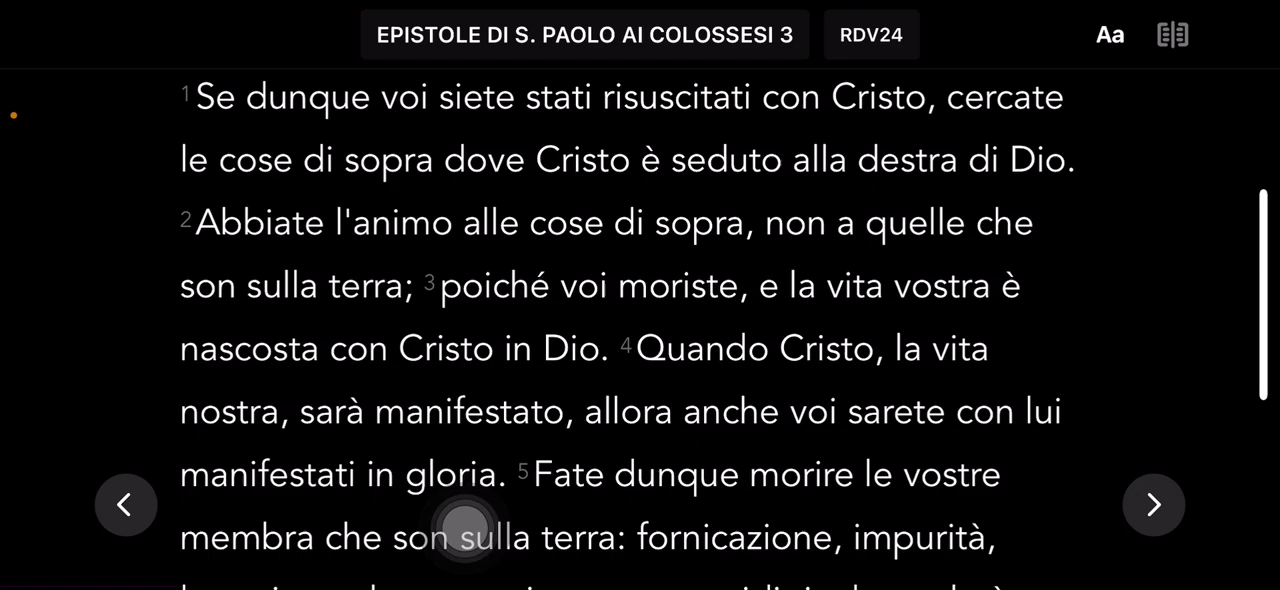 EPISTOLE DI S. PAOLO AI COLOSSESI 3 RDV24 Aa
1 Se dunque voi siete stati risuscitati con Cristo, cercate
le cose di sopra dove Cristo è seduto alla destra di Dio.
2 Abbiate l'animo alle cose di sopra, non a quelle che
son sulla terra; 3 poiché voi moriste, e la vita vostra è
nascosta con Cristo in Dio. 4 Quando Cristo, la vita
nostra, sarà manifestato, allora anche voi sarete con lui
manifestati in gloria. 5 Fate dunque morire le vostre
membra che son sulla terra: fornicazione, impurità,